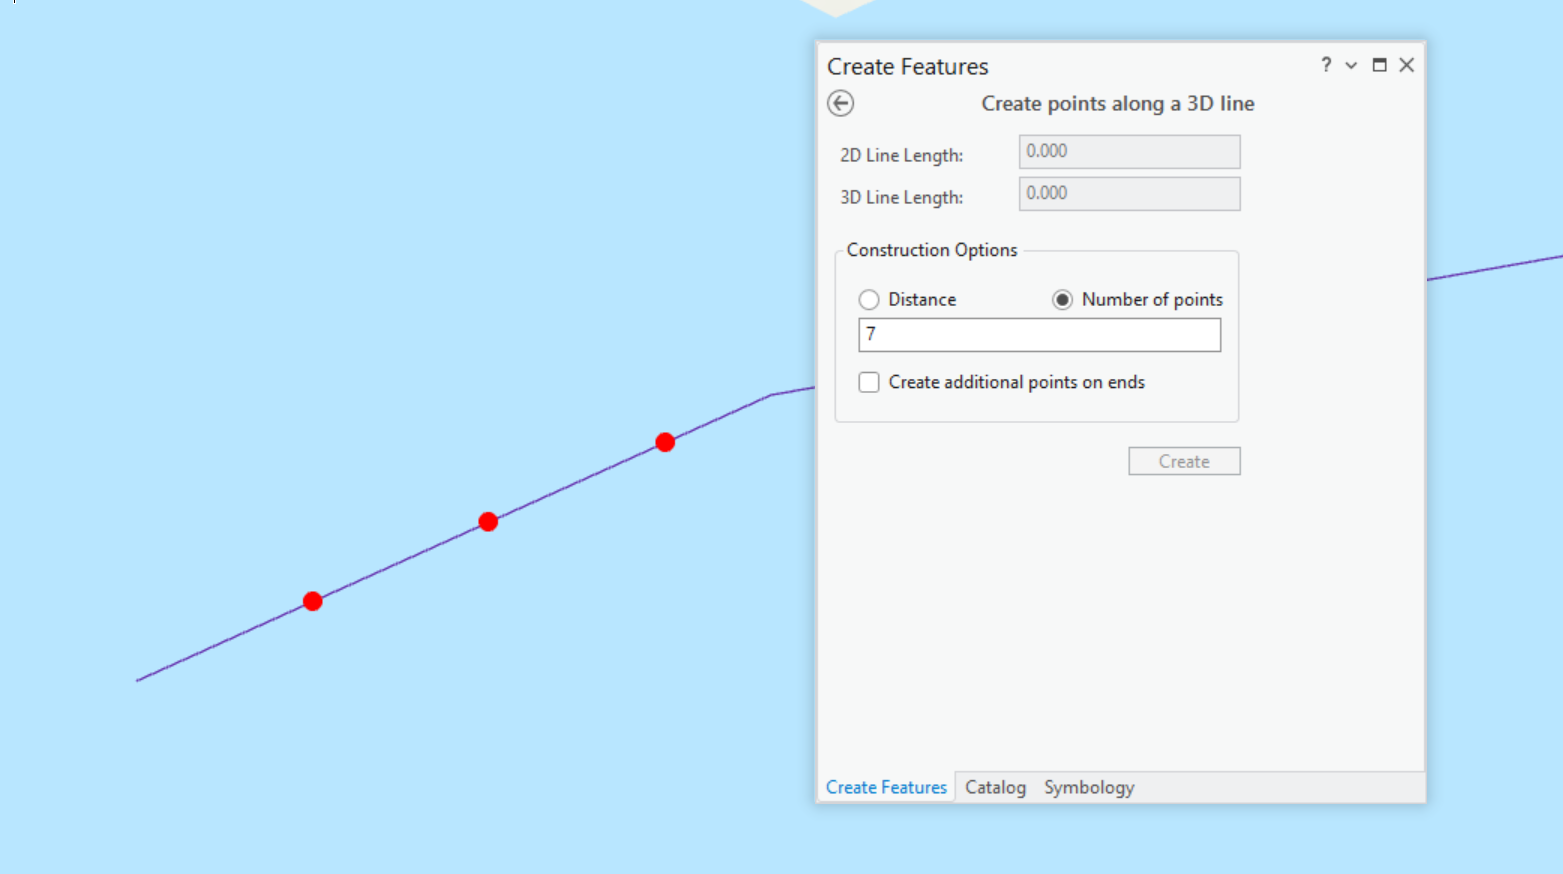 Create Features
?
Create points along a 3D line
2D Line Length: 0.000
3D Line Length: 0.000
Construction Options
Distance Number of points
7
Create additional points on ends
Create
Create Features Catalog Symbology